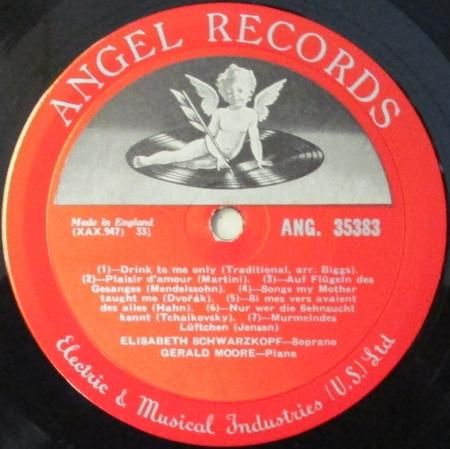 ANGEL RECORDS
Made in England
(XAX.947) 33⅓
ANG. 35383
(1)—Drink to me only (Traditional, arr. Biggs).
(2)—Plaisir d'amour (Martini). (3)—Auf Flügeln des
Gesanges (Mendelssohn). (4)—Songs my Mother
taught me (Dvořák). (5)—Si mes vers avaient
des ailes (Hahn). (6)—Nur wer die Sehnsucht
kennt (Tchaikovsky). (7)—Murmelndes
Lüftchen (Jensen)
ELISABETH SCHWARZKOPF—Soprano
GERALD MOORE—Piano
Electric & Musical Industries (U.S.) Ltd